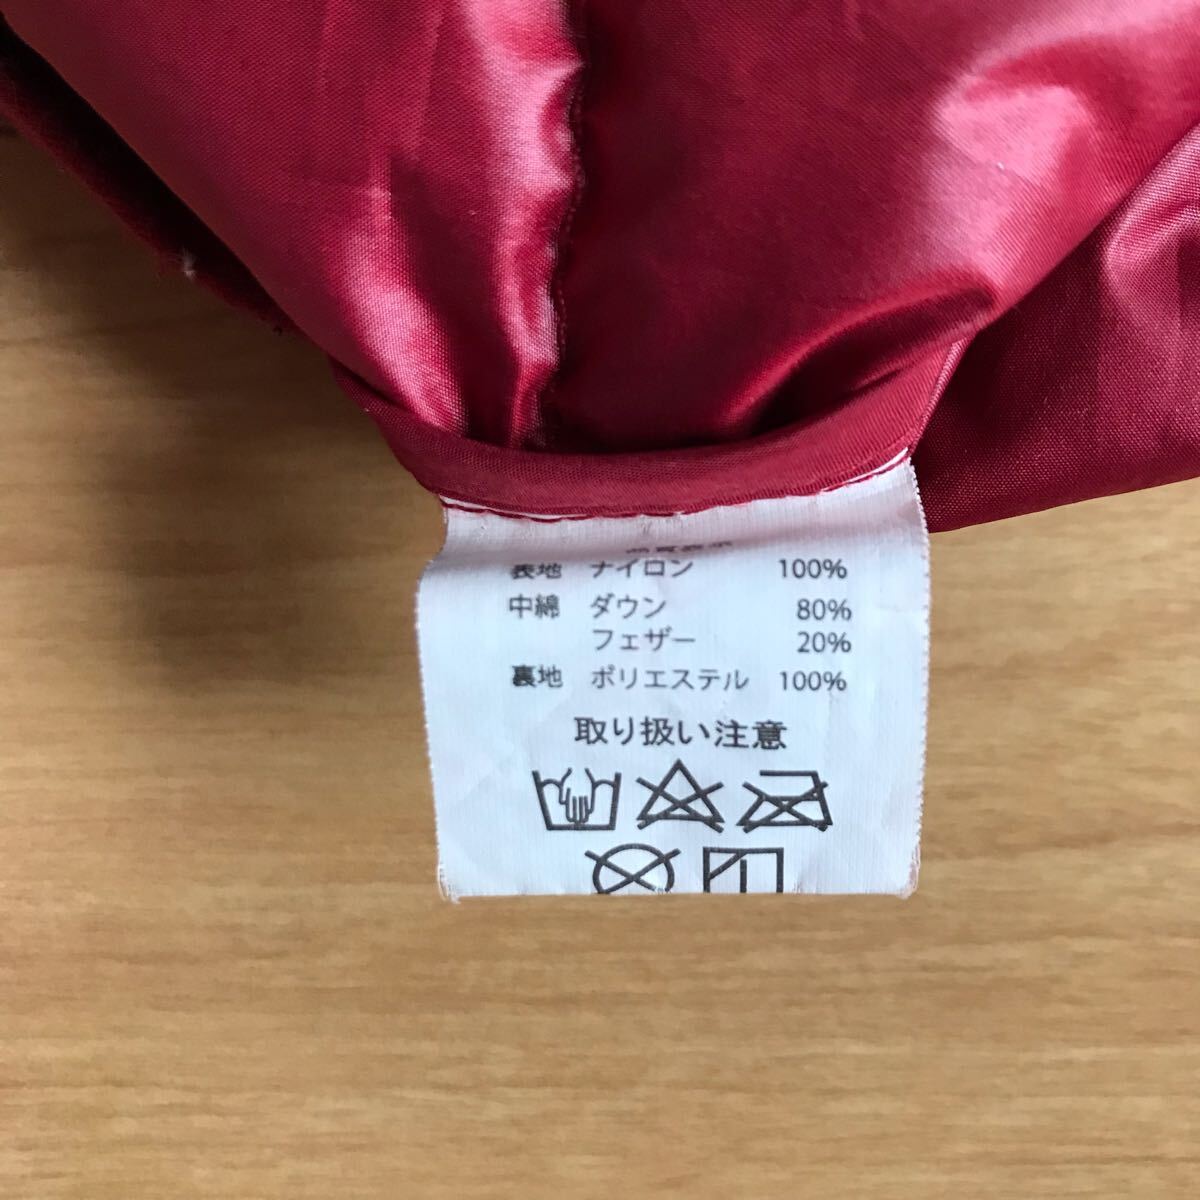 表地 ナイロン 100%
中綿 ダウン 80%
フェザー 20%
裏地 ポリエステル 100%
取り扱い注意